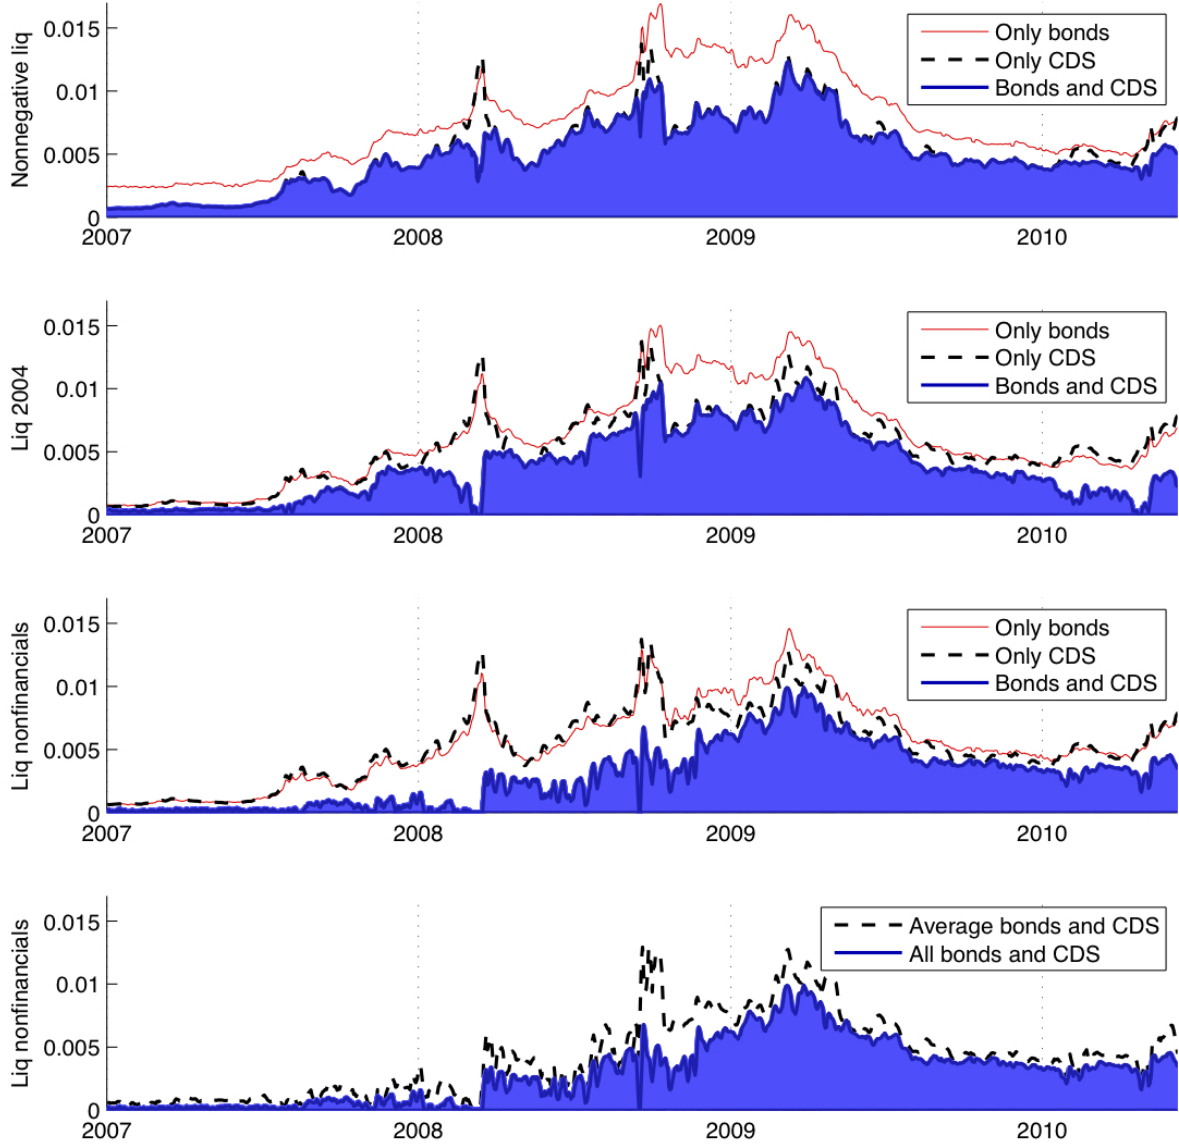 Nonnegative liq
0.015
0.01
0.005
0
2007
2008
2009
2010
Only bonds
Only CDS
Bonds and CDS
Liq 2004
0.015
0.01
0.005
0
2007
2008
2009
2010
Only bonds
Only CDS
Bonds and CDS
Liq nonfinancials
0.015
0.01
0.005
0
2007
2008
2009
2010
Only bonds
Only CDS
Bonds and CDS
Liq nonfinancials
0.015
0.01
0.005
0
2007
2008
2009
2010
Average bonds and CDS
All bonds and CDS